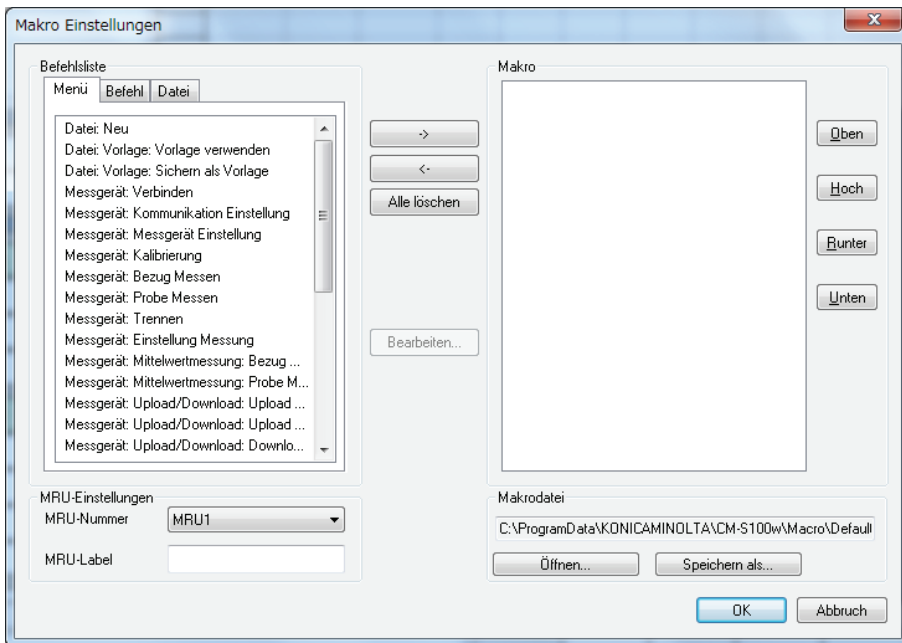 Makro Einstellungen
Befehlsliste
Menü Befehl Datei
Datei: Neu
Datei: Vorlage: Vorlage verwenden
Datei: Vorlage: Sichern als Vorlage
Messgerät: Verbinden
Messgerät: Kommunikation Einstellung
Messgerät: Messgerät Einstellung
Messgerät: Kalibrierung
Messgerät: Bezug Messen
Messgerät: Probe Messen
Messgerät: Trennen
Messgerät: Einstellung Messung
Messgerät: Mittelwertmessung: Bezug ...
Messgerät: Mittelwertmessung: Probe M...
Messgerät: Upload/Download: Upload ...
Messgerät: Upload/Download: Upload ...
Messgerät: Upload/Download: Downlo...
->
<-
Alle löschen
Bearbeiten...
Makro
Oben
Hoch
Runter
Unten
MRU-Einstellungen
MRU-Nummer MRU1
MRU-Label
Makrodatei
C:\ProgramData\KONICAMINOLTA\CM-S100w\Macro\Default
Öffnen... Speichern als...
OK Abbruch